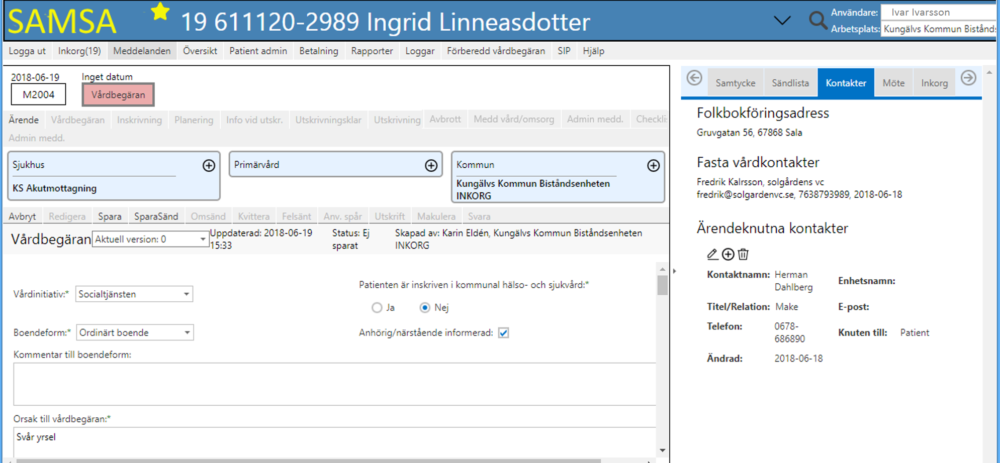 SAMSA
19 611120-2989 Ingrid Linneasdotter
Användare: Ivar Ivarsson
Arbetsplats: Kungälvs Kommun Bistånds
Logga ut Inkorg(19) Meddelanden Översikt Patient admin Betalning Rapporter Loggar Förberedd vårdbegäran SIP Hjälp
2018-06-19 Inget datum
M2004 Vårdbegäran
Ärende Vårdbegäran Inskrivning Planering Info vid utskr. Utskrivningsklar Utskrivning Avbrott Medd vård/omsorg Admin medd. Checklis
Admin medd.
Sjukhus
KS Akutmottagning
Primärvård
Kommun
Kungälvs Kommun Biståndsenheten
INKORG
Avbryt Redigera Spara SparaSänd Omsänd Kvittera Felsänt Anv. spår Utskrift Makulera Svara
Vårdbegäran Aktuell version: 0
Uppdaterad: 2018-06-19
15:33
Status: Ej
sparat
Skapad av: Karin Eldén, Kungälvs Kommun Biståndsenheten
INKORG
Vårdinitiativ:* Socialtjänsten
Patienten är inskriven i kommunal hälso- och sjukvård:*
Ja Nej
Boendeform:* Ordinärt boende
Anhörig/närstående informerad:
Kommentar till boendeform:
Orsak till vårdbegäran:*
Svår yrsel
Samtycke Sändlista Kontakter Möte Inkorg
Folkbokföringsadress
Gruvgatan 56, 67868 Sala
Fasta vårdkontakter
Fredrik Kalrsson, solgårdens vc
fredrik@solgardenvc.se, 7638793989, 2018-06-18
Ärendeknutna kontakter
Kontaktnamn: Herman
Dahlberg
Enhetsnamn:
Titel/Relation: Make
E-post:
Telefon: 0678-
686890
Knuten till: Patient
Ändrad: 2018-06-18